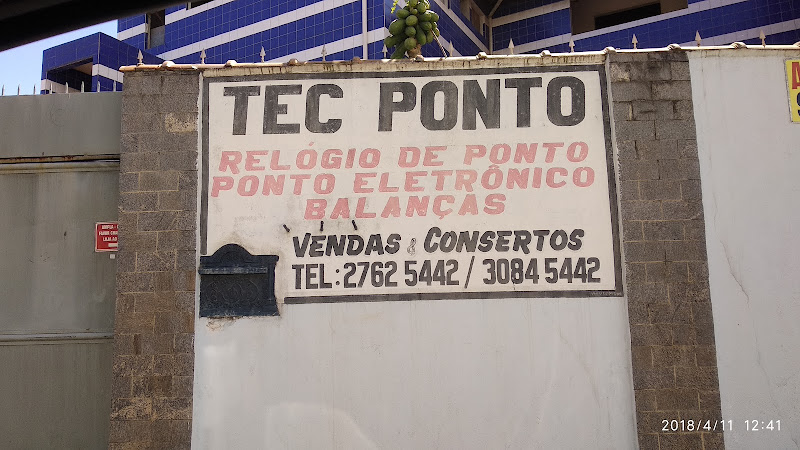 TEC PONTO
RELÓGIO DE PONTO
PONTO ELETRÔNICO
BALANÇAS
VENDAS & CONSERTOS
TEL: 2762 5442 / 3084 5442
2018/4/11 12:41